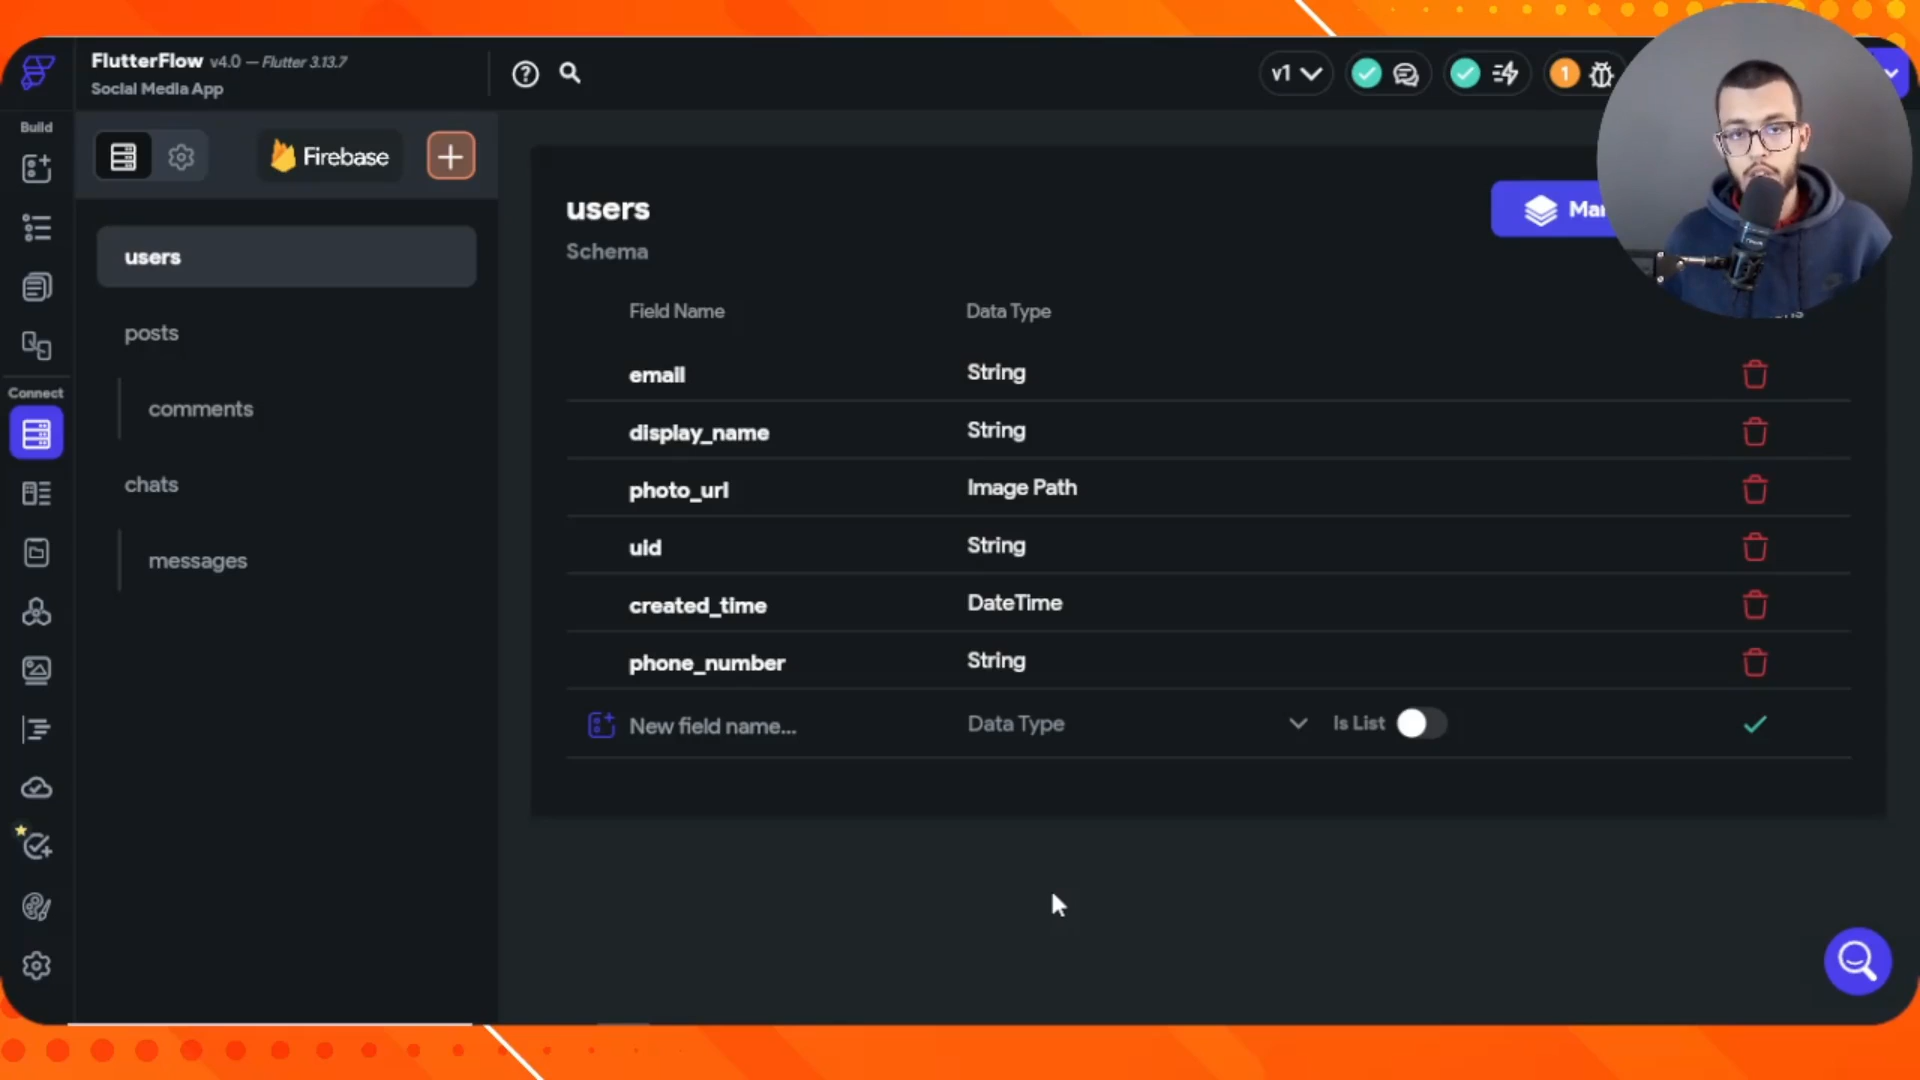 FlutterFlow v4.0 — Flutter 3.13.7
Social Media App
v1
1
Build
Firebase
Connect
users
posts
comments
chats
messages
users
Schema
Field Name
Data Type
email
String
display_name
String
photo_url
Image Path
uid
String
created_time
DateTime
phone_number
String
New field name...
Data Type
Is List